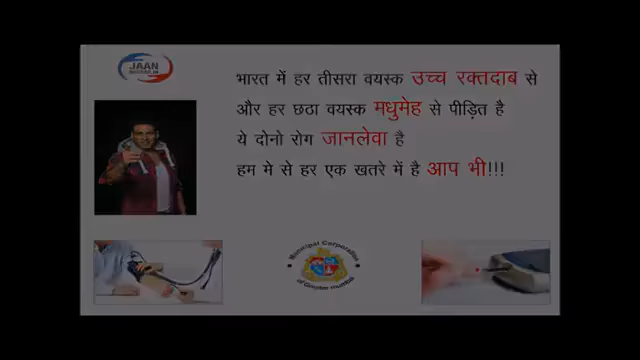 JAAN
भारत में हर तीसरा वयस्क उच्च रक्तदाब से
और हर छठा वयस्क मधुमेह से पीड़ित है
ये दोनो रोग जानलेवा है
हम मे से हर एक खतरे में है आप भी!!!
Municipal Corporation
of Greater mumbai